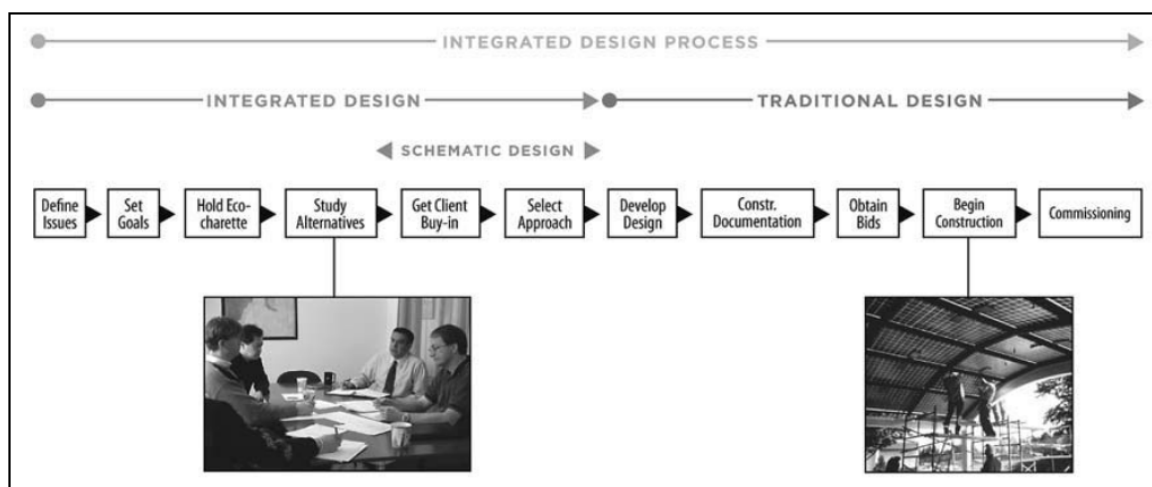 INTEGRATED DESIGN PROCESS
INTEGRATED DESIGN
TRADITIONAL DESIGN
SCHEMATIC DESIGN
Define
Issues
Set
Goals
Hold Eco-
charette
Study
Alternatives
Get Client
Buy-in
Select
Approach
Develop
Design
Constr.
Documentation
Obtain
Bids
Begin
Construction
Commissioning